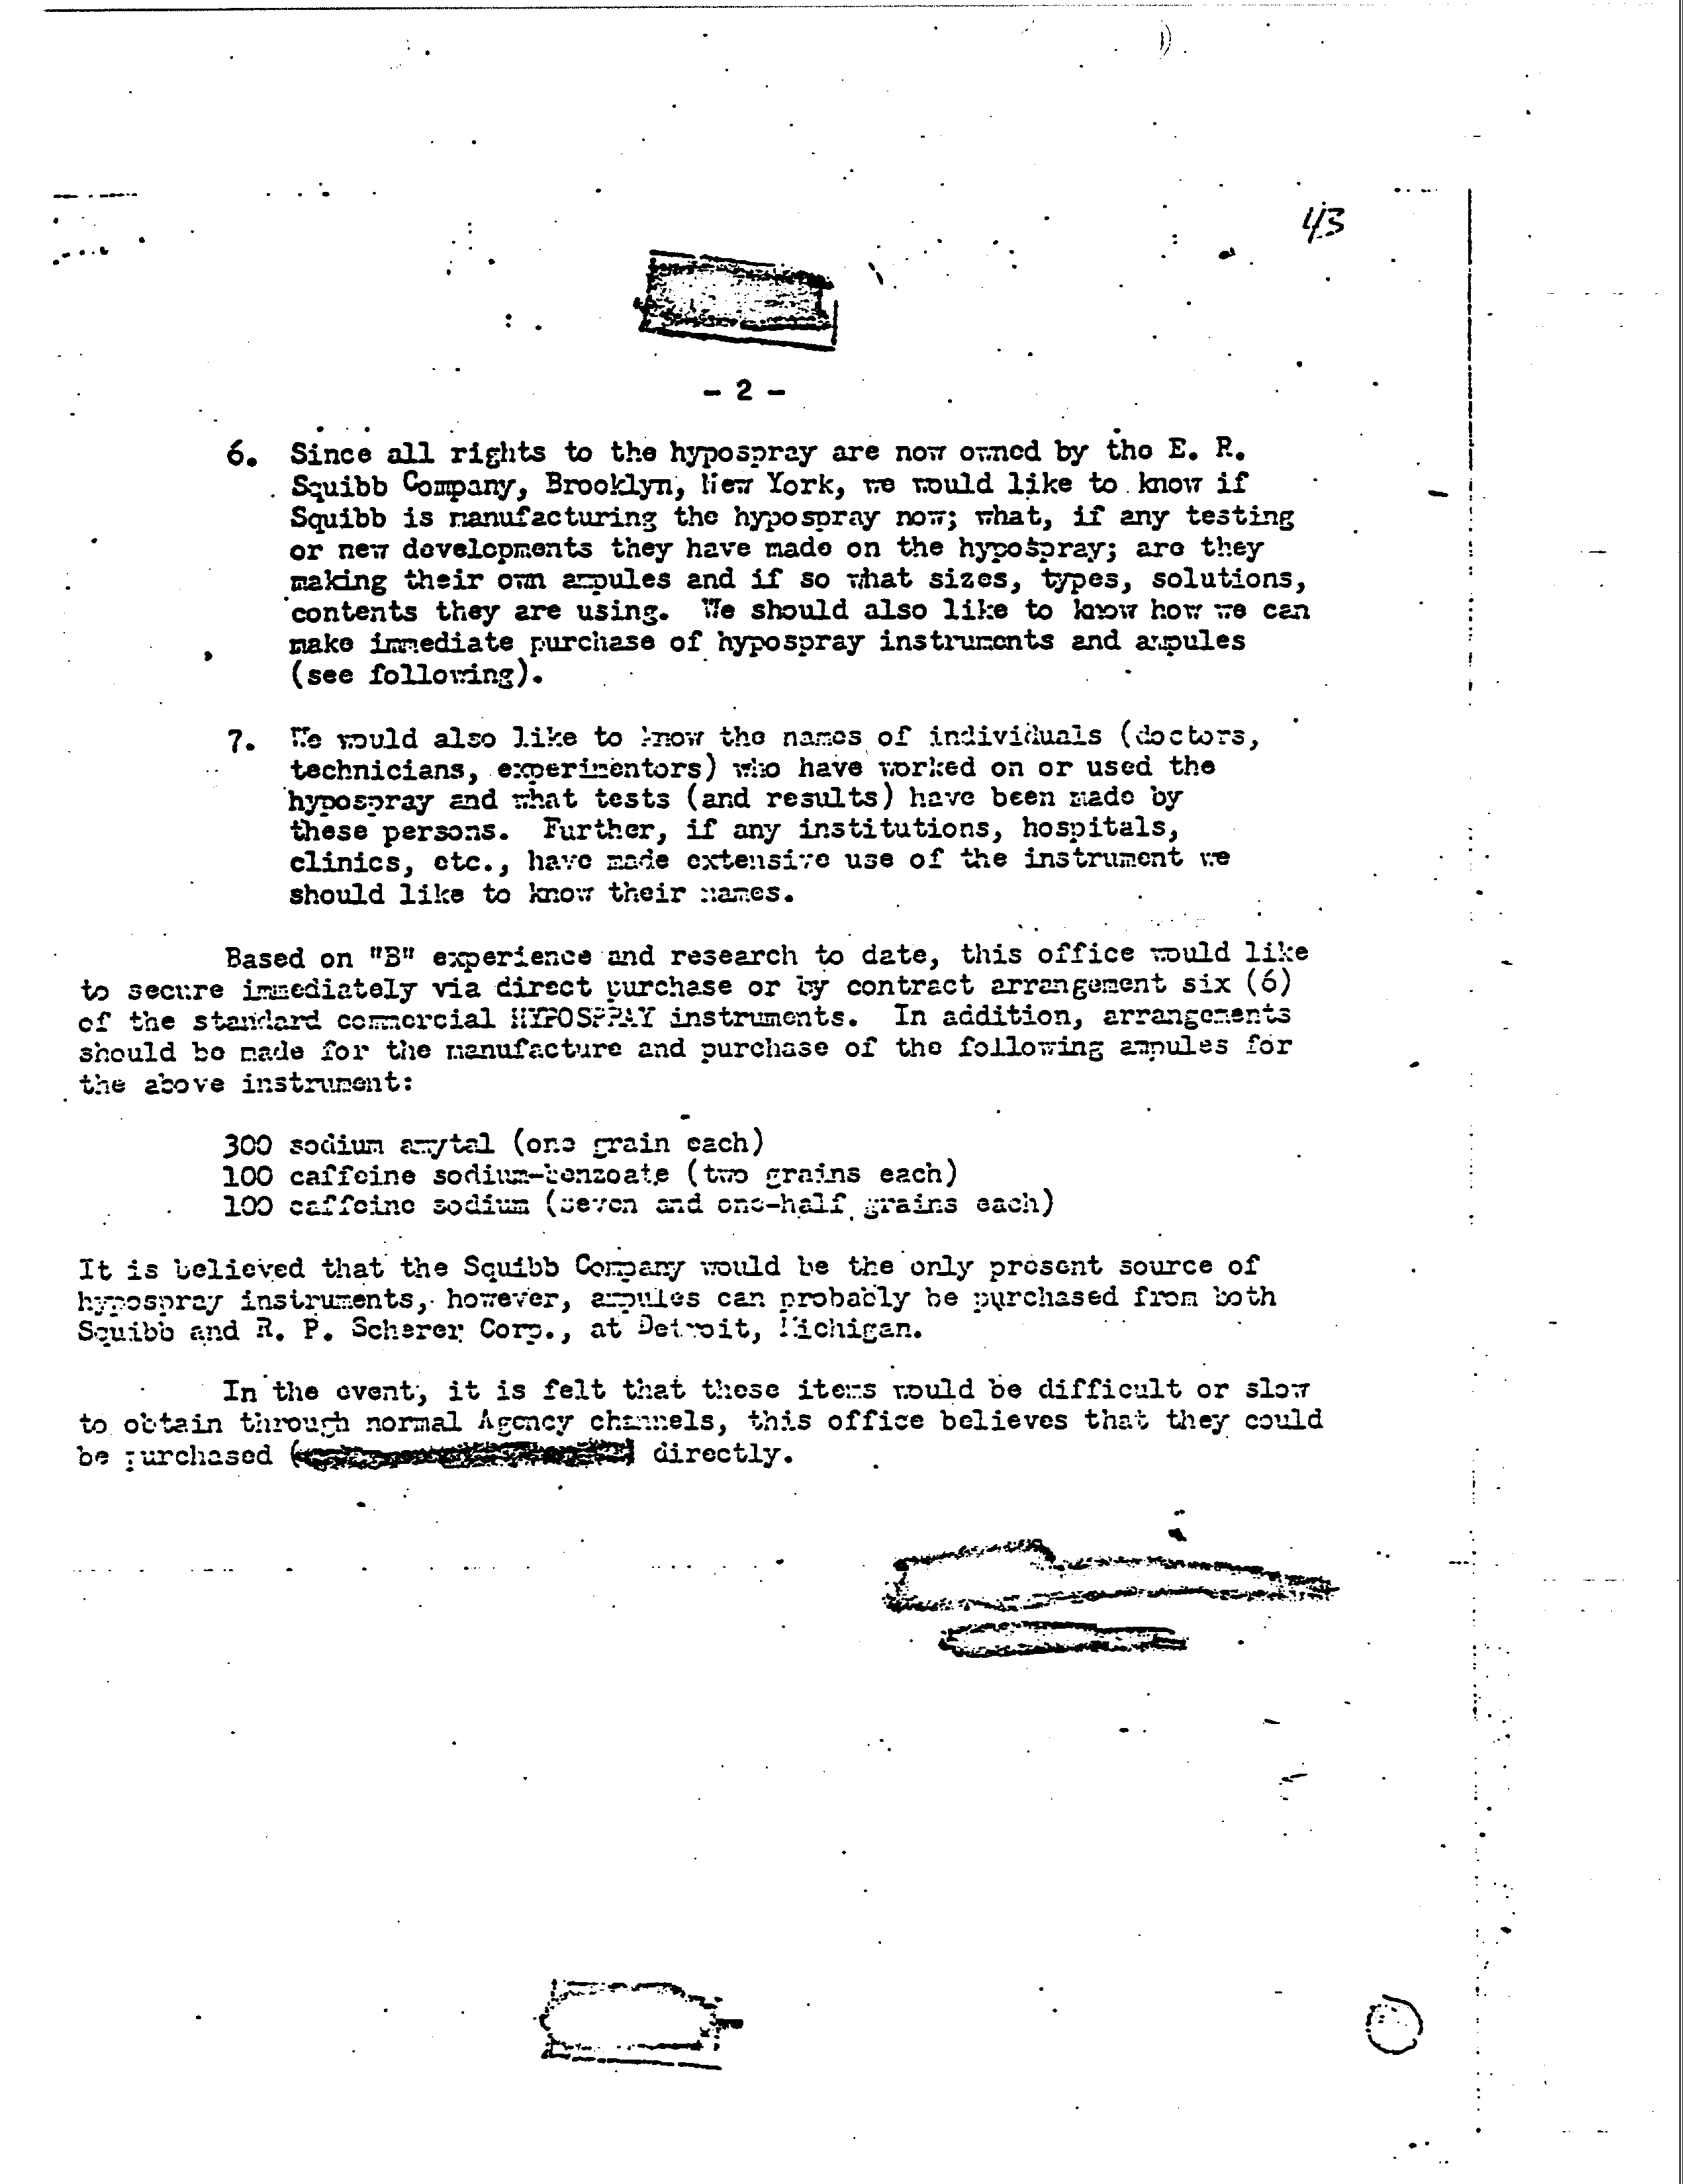 43
- 2 -
6. Since all rights to the hypospray are now owned by the E. R.
Squibb Company, Brooklyn, New York, we would like to know if
Squibb is manufacturing the hypospray now; what, if any testing
or new developments they have made on the hypospray; are they
making their own ampules and if so what sizes, types, solutions,
contents they are using. We should also like to know how we can
make immediate purchase of hypospray instruments and ampules
(see following).
7. We would also like to know the names of individuals (doctors,
technicians, experimentors) who have worked on or used the
hypospray and what tests (and results) have been made by
these persons. Further, if any institutions, hospitals,
clinics, etc., have made extensive use of the instrument we
should like to know their names.
Based on "B" experience and research to date, this office would like
to secure immediately via direct purchase or by contract arrangement six (6)
of the standard commercial HYPOSPRAY instruments. In addition, arrangements
should be made for the manufacture and purchase of the following ampules for
the above instrument:
300 sodium amytal (one grain each)
100 caffeine sodium-benzoate (two grains each)
100 caffeine sodium (seven and one-half grains each)
It is believed that the Squibb Company would be the only present source of
hypospray instruments, however, ampules can probably be purchased from both
Squibb and R. P. Scherer Corp., at Detroit, Michigan.
In the event, it is felt that these items would be difficult or slow
to obtain through normal Agency channels, this office believes that they could
be purchased ( directly.